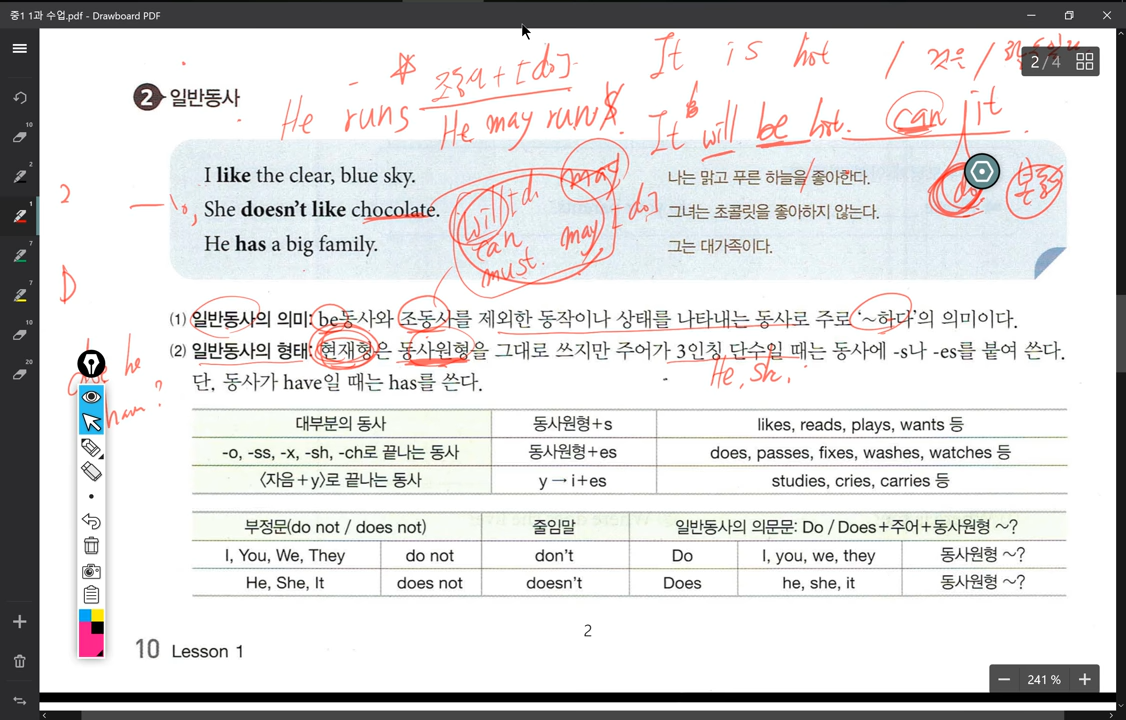 중1 1과 수업.pdf - Drawboard PDF
2 / 4
❷ 일반동사
조동사 + [do]
He runs
He may run
It is hot / 것은 /
It will be hot. can it
I like the clear, blue sky.
나는 맑고 푸른 하늘을 좋아한다.
She doesn't like chocolate.
그녀는 초콜릿을 좋아하지 않는다.
He has a big family.
그는 대가족이다.
will
can
must.
may
may [do]
do
2
D
he
have?
(1) 일반동사의 의미: be동사와 조동사를 제외한 동작이나 상태를 나타내는 동사로 주로 '~하다'의 의미이다.
(2) 일반동사의 형태: 현재형은 동사원형을 그대로 쓰지만 주어가 3인칭 단수일 때는 동사에 -s나 -es를 붙여 쓴다.
He, Sh,
단, 동사가 have일 때는 has를 쓴다.
대부분의 동사 동사원형+s likes, reads, plays, wants 등
-o, -ss, -x, -sh, -ch로 끝나는 동사 동사원형+es does, passes, fixes, washes, watches 등
〈자음+y〉로 끝나는 동사 y → i+es studies, cries, carries 등
부정문(do not / does not) 줄임말 일반동사의 의문문: Do / Does+주어+동사원형 ~?
I, You, We, They do not don't Do I, you, we, they 동사원형 ~?
He, She, It does not doesn't Does he, she, it 동사원형 ~?
2
10 Lesson 1
241 %